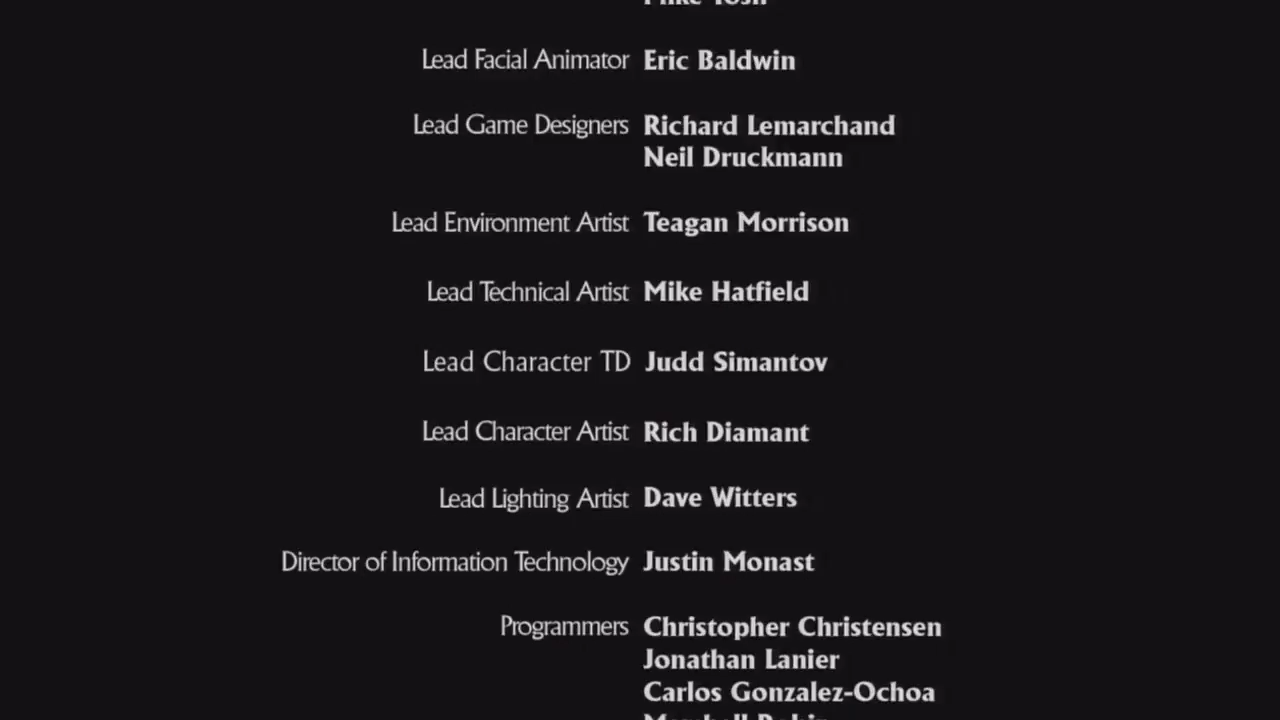 Lead Facial Animator Eric Baldwin
Lead Game Designers Richard Lemarchand
Neil Druckmann
Lead Environment Artist Teagan Morrison
Lead Technical Artist Mike Hatfield
Lead Character TD Judd Simantov
Lead Character Artist Rich Diamant
Lead Lighting Artist Dave Witters
Director of Information Technology Justin Monast
Programmers Christopher Christensen
Jonathan Lanier
Carlos Gonzalez-Ochoa